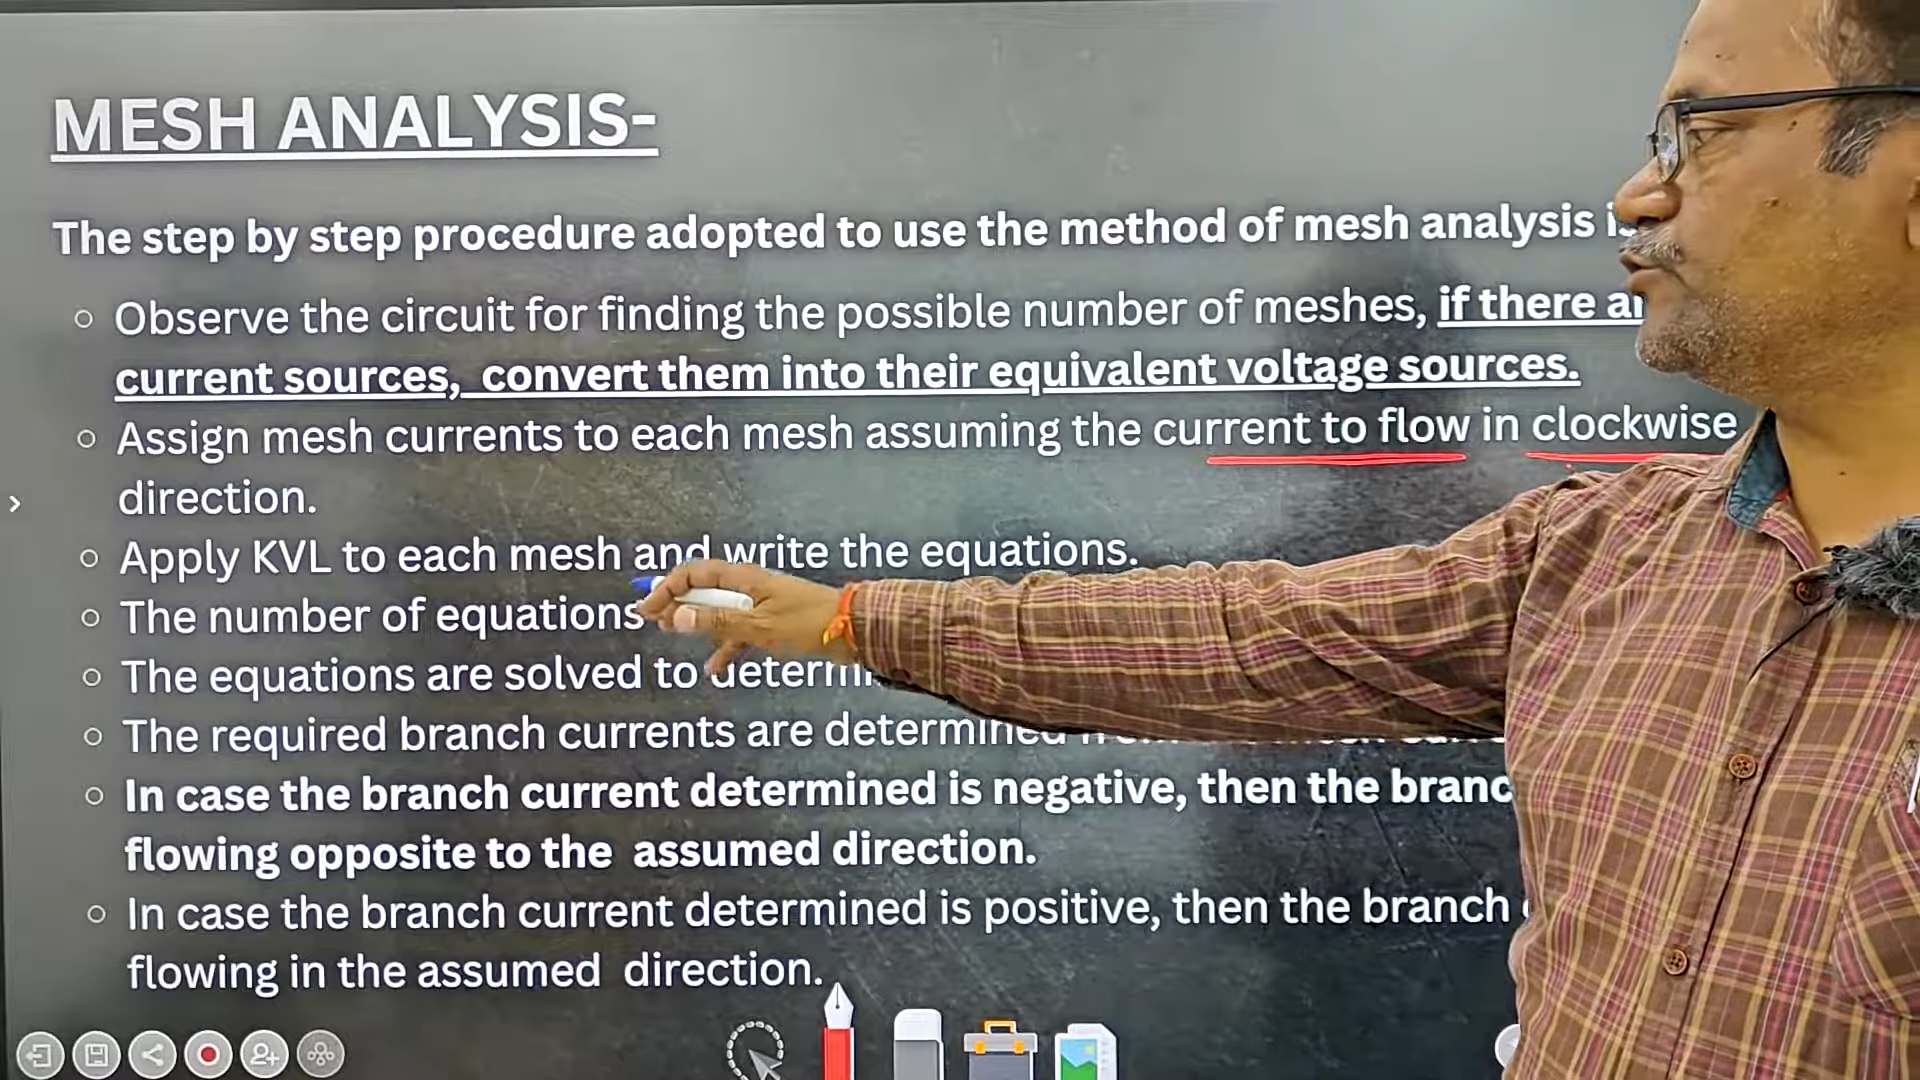 MESH ANALYSIS-
The step by step procedure adopted to use the method of mesh analysis
Observe the circuit for finding the possible number of meshes, if there
current sources, convert them into their equivalent voltage sources.
Assign mesh currents to each mesh assuming the current to flow in clockwise
direction.
Apply KVL to each mesh and write the equations.
The number of equations
The equations are solved to
The required branch currents are determined
In case the branch current determined is negative, then the
flowing opposite to the assumed direction.
In case the branch current determined is positive, then the branch
flowing in the assumed direction.